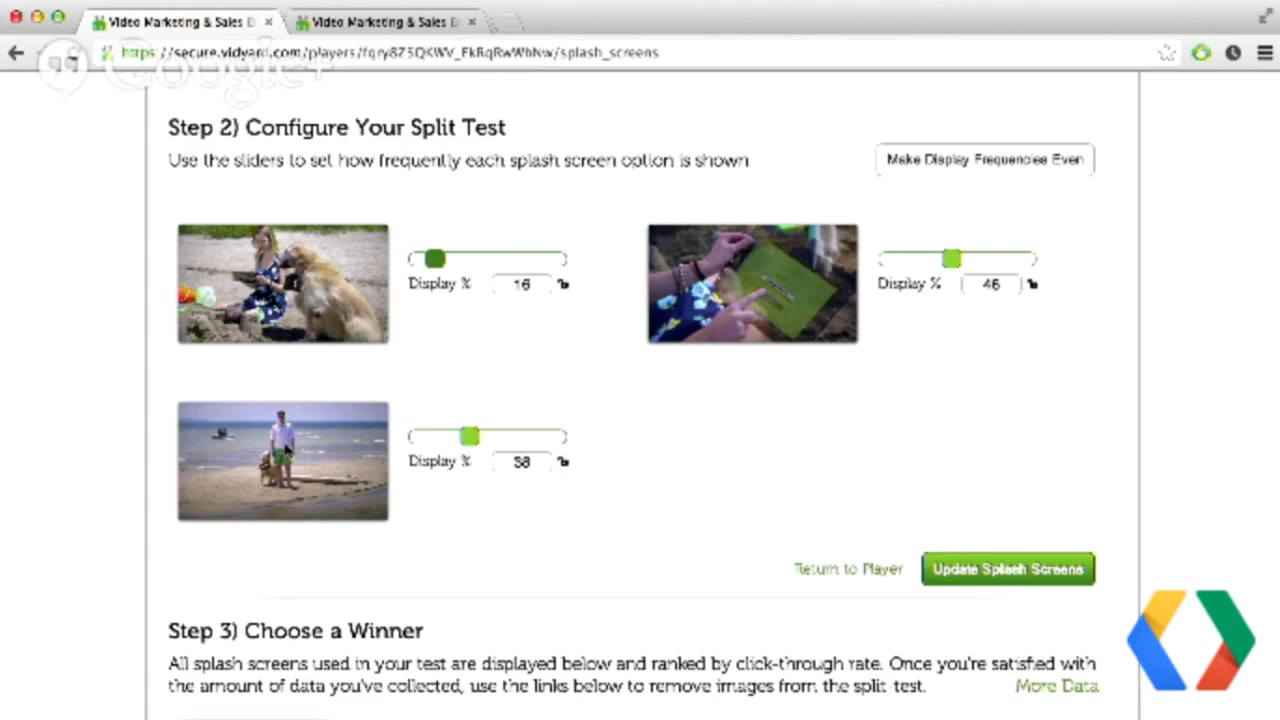 Video Marketing & Sales E
Video Marketing & Sales E
https://secure.vidyard.com/players/fqry8Z5QKWV_FkRqRwWhNw/splash_screens
Google+
Step 2) Configure Your Split Test
Use the sliders to set how frequently each splash screen option is shown
Make Display Frequencies Even
Display % 16
Display % 46
Display % 38
Return to Player
Update Splash Screens
Step 3) Choose a Winner
All splash screens used in your test are displayed below and ranked by click-through rate. Once you're satisfied with
the amount of data you've collected, use the links below to remove images from the split-test.
More Data